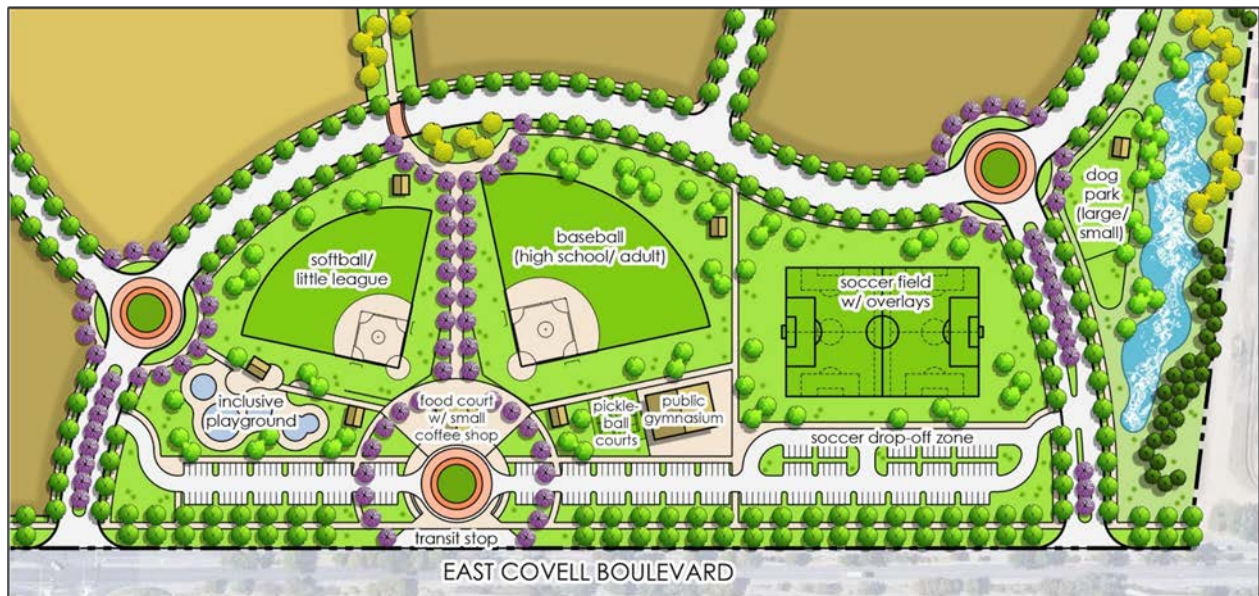 dog
park
(large/
small)
baseball
(high school/ adult)
softball/
little league
soccer field
w/ overlays
inclusive
playground
food court
w/ small
coffee shop
pickle-
ball
courts
public
gymnasium
soccer drop-off zone
transit stop
EAST COVELL BOULEVARD